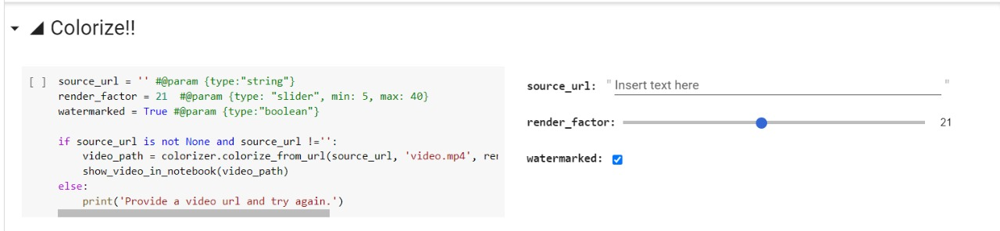 Colorize!!
[ ] source_url = '' #@param {type:"string"}
render_factor = 21  #@param {type: "slider", min: 5, max: 40}
watermarked = True #@param {type:"boolean"}
if source_url is not None and source_url !='':
    video_path = colorizer.colorize_from_url(source_url, 'video.mp4', rer
    show_video_in_notebook(video_path)
else:
    print('Provide a video url and try again.')
source_url: " Insert text here "
render_factor: 21
watermarked: